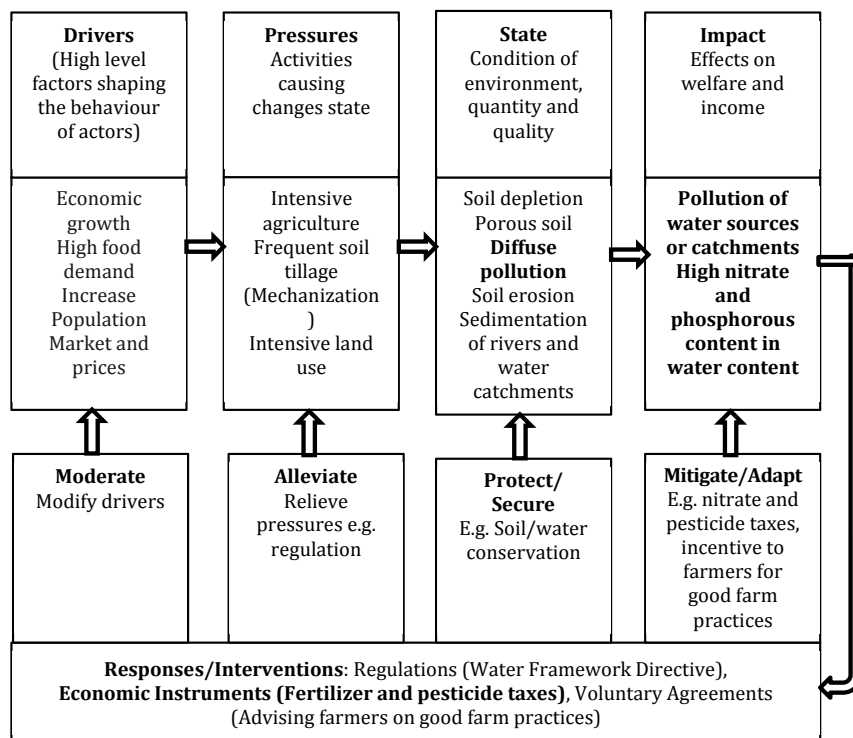 Drivers
(High level
factors shaping
the behaviour
of actors)
Pressures
Activities
causing
changes state
State
Condition of
environment,
quantity and
quality
Impact
Effects on
welfare and
income
Economic
growth
High food
demand
Increase
Population
Market and
prices
Intensive
agriculture
Frequent soil
tillage
(Mechanization
)
Intensive land
use
Soil depletion
Porous soil
Diffuse
pollution
Soil erosion
Sedimentation
of rivers and
water
catchments
Pollution of
water sources
or catchments
High nitrate
and
phosphorous
content in
water content
Moderate
Modify drivers
Alleviate
Relieve
pressures e.g.
regulation
Protect/
Secure
E.g. Soil/water
conservation
Mitigate/Adapt
E.g. nitrate and
pesticide taxes,
incentive to
farmers for
good farm
practices
Responses/Interventions: Regulations (Water Framework Directive),
Economic Instruments (Fertilizer and pesticide taxes), Voluntary Agreements
(Advising farmers on good farm practices)